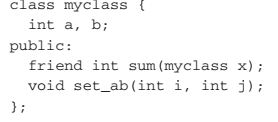 class myclass {
int a, b;
public:
friend int sum(myclass x);
void set_ab(int i, int j);
};